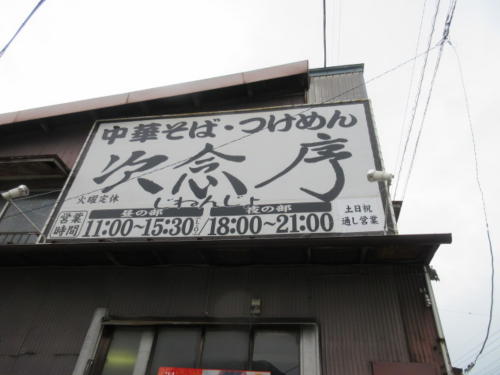 中華そば・つけめん
次念序
じねんじょ
火曜定休
昼の部 夜の部
営業時間 11:00～15:30 18:00～21:00
土日祝
通し営業